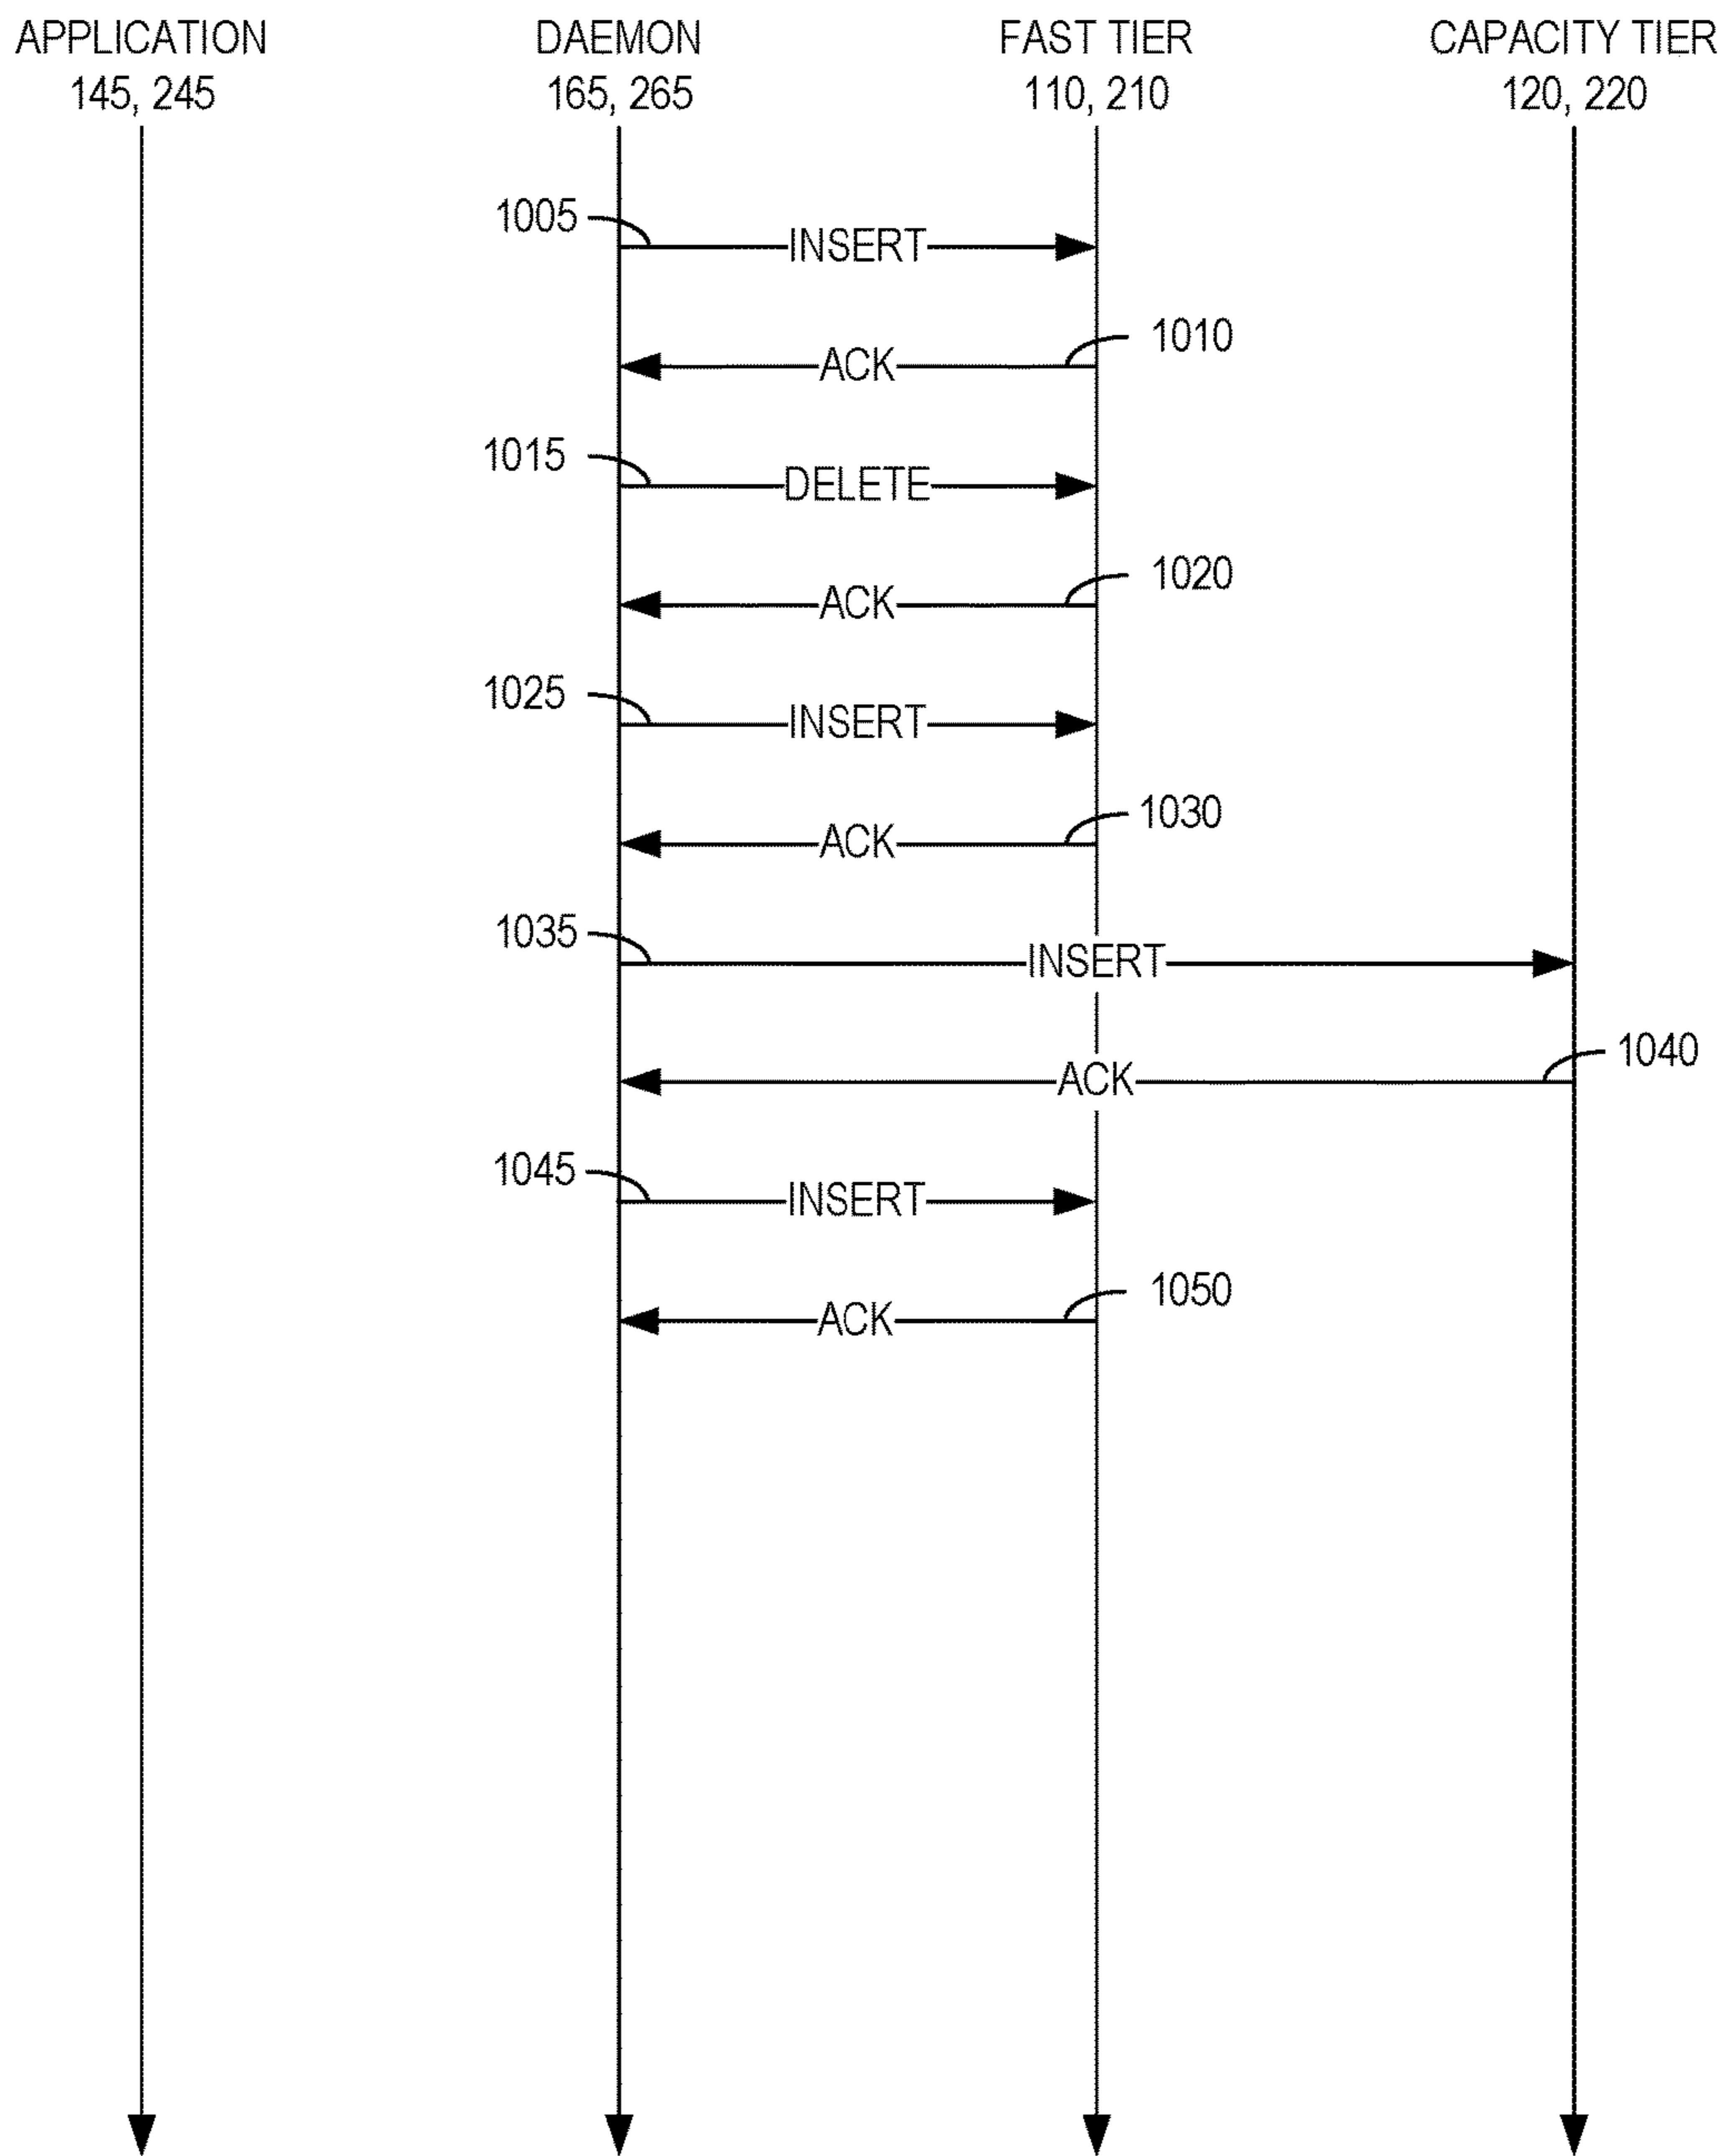 APPLICATION
145, 245
DAEMON
165, 265
FAST TIER
110, 210
CAPACITY TIER
120, 220
1005
INSERT
1010
ACK
1015
DELETE
1020
ACK
1025
INSERT
1030
ACK
1035
INSERT
1040
ACK
1045
INSERT
1050
ACK